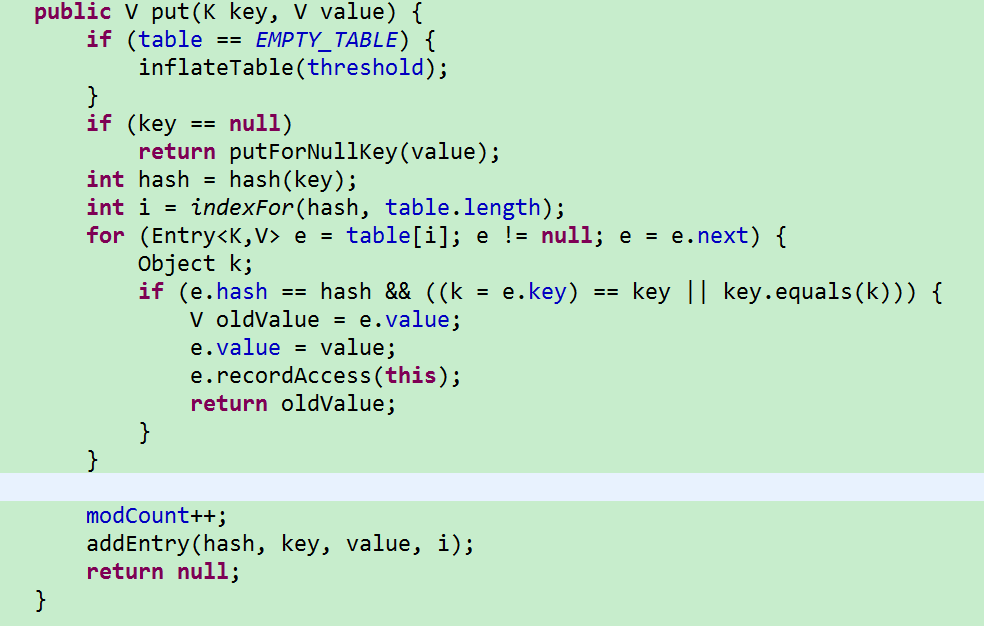 public V put(K key, V value) {
    if (table == EMPTY_TABLE) {
        inflateTable(threshold);
    }
    if (key == null)
        return putForNullKey(value);
    int hash = hash(key);
    int i = indexFor(hash, table.length);
    for (Entry<K,V> e = table[i]; e != null; e = e.next) {
        Object k;
        if (e.hash == hash && ((k = e.key) == key || key.equals(k))) {
            V oldValue = e.value;
            e.value = value;
            e.recordAccess(this);
            return oldValue;
        }
    }

    modCount++;
    addEntry(hash, key, value, i);
    return null;
}